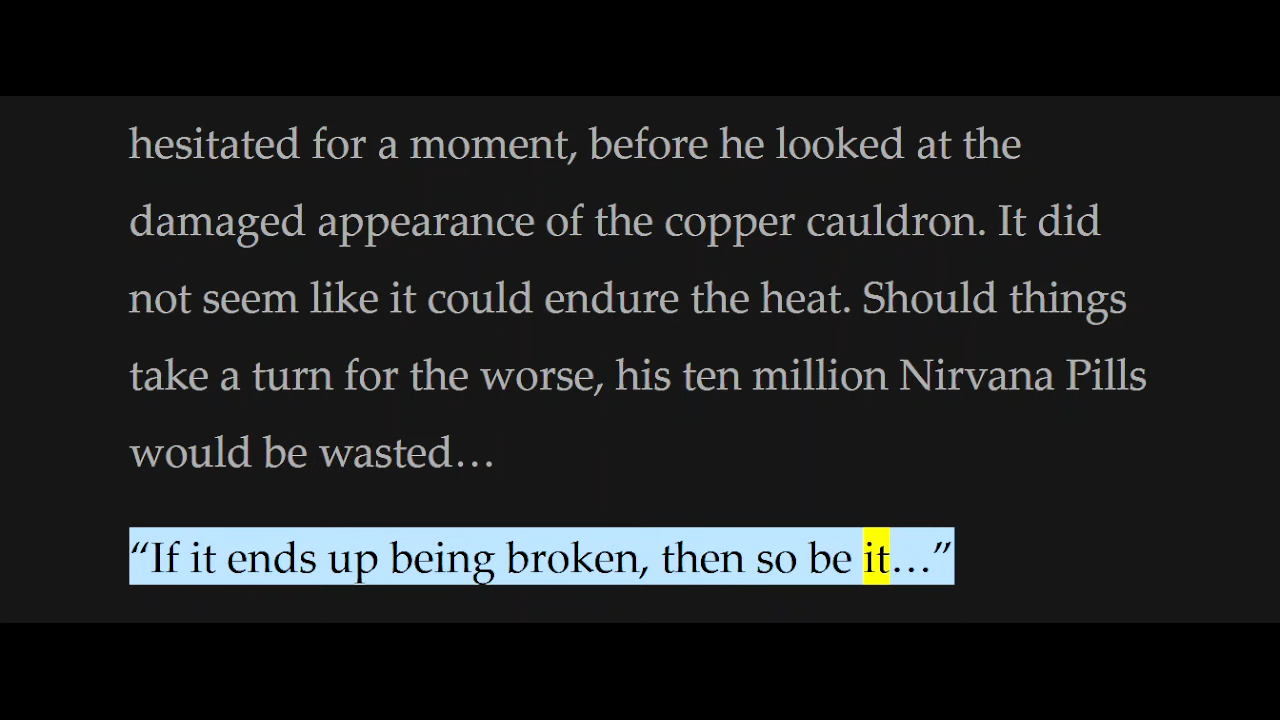 hesitated for a moment, before he looked at the
damaged appearance of the copper cauldron. It did
not seem like it could endure the heat. Should things
take a turn for the worse, his ten million Nirvana Pills
would be wasted…
“If it ends up being broken, then so be it…”